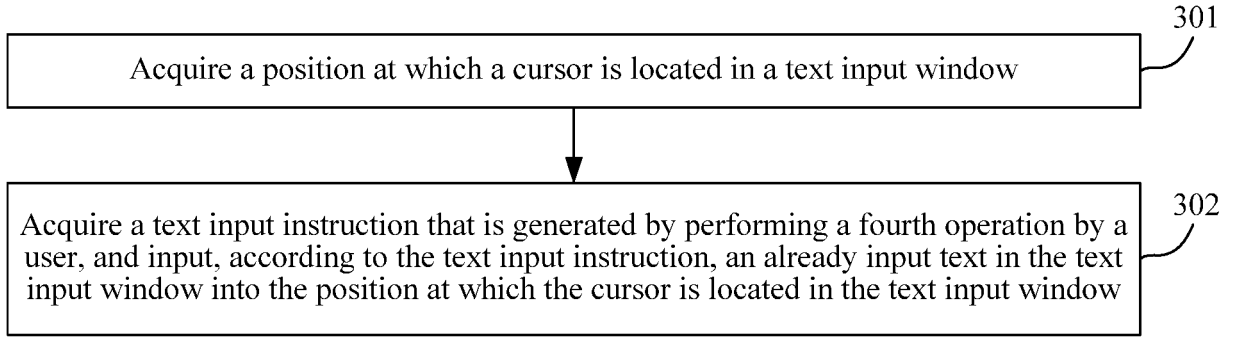 301
Acquire a position at which a cursor is located in a text input window
302
Acquire a text input instruction that is generated by performing a fourth operation by a
user, and input, according to the text input instruction, an already input text in the text
input window into the position at which the cursor is located in the text input window